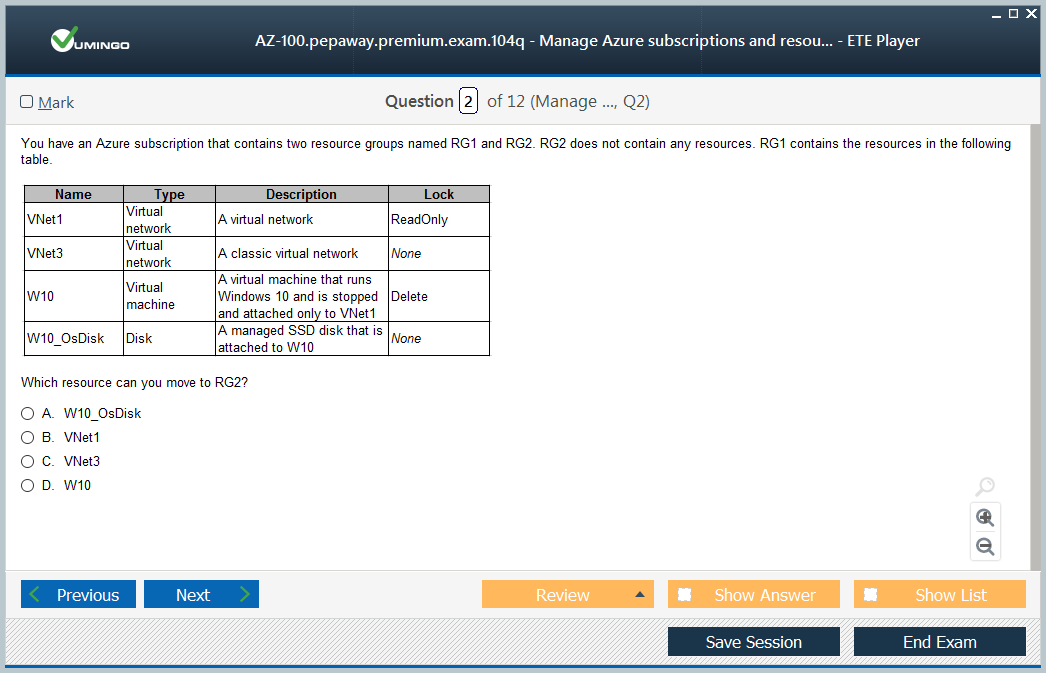 VUMINGO
AZ-100.pepaway.premium.exam.104q - Manage Azure subscriptions and resou... - ETE Player
Mark
Question 2 of 12 (Manage ..., Q2)
You have an Azure subscription that contains two resource groups named RG1 and RG2. RG2 does not contain any resources. RG1 contains the resources in the following
table.
Name Type Description Lock
VNet1 Virtual network A virtual network ReadOnly
VNet3 Virtual network A classic virtual network None
W10 Virtual machine A virtual machine that runs Windows 10 and is stopped and attached only to VNet1 Delete
W10_OsDisk Disk A managed SSD disk that is attached to W10 None
Which resource can you move to RG2?
A. W10_OsDisk
B. VNet1
C. VNet3
D. W10
Previous Next Review Show Answer Show List
Save Session End Exam